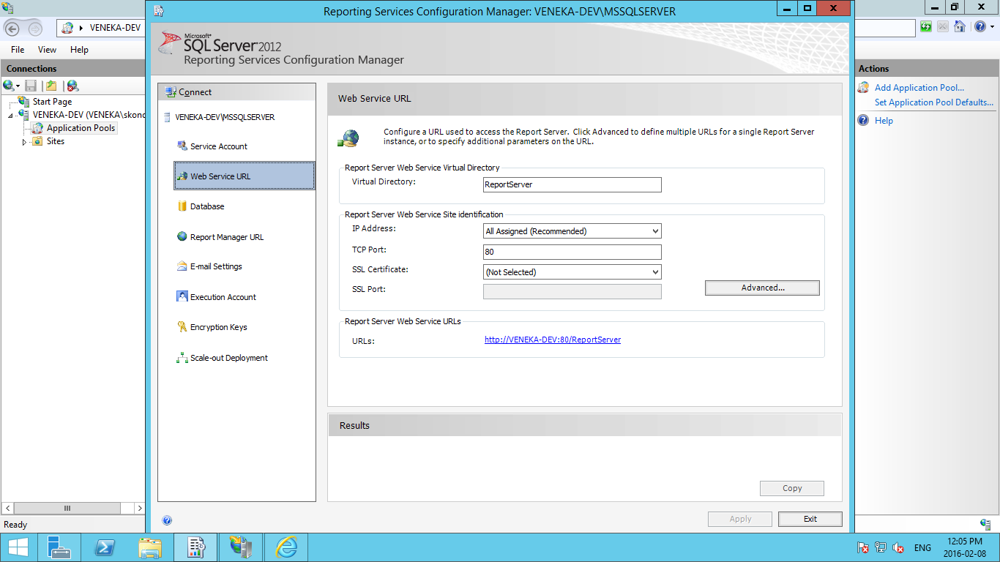 Reporting Services Configuration Manager: VENEKA-DEV\MSSQLSERVER
VENEKA-DEV
File View Help
Connections
Start Page
VENEKA-DEV (VENEKA\skond
Application Pools
Sites
Ready
Microsoft®
SQL Server 2012
Reporting Services Configuration Manager
Connect
VENEKA-DEV\MSSQLSERVER
Service Account
Web Service URL
Database
Report Manager URL
E-mail Settings
Execution Account
Encryption Keys
Scale-out Deployment
Web Service URL
Configure a URL used to access the Report Server. Click Advanced to define multiple URLs for a single Report Server
instance, or to specify additional parameters on the URL.
Report Server Web Service Virtual Directory
Virtual Directory: ReportServer
Report Server Web Service Site identification
IP Address: All Assigned (Recommended)
TCP Port: 80
SSL Certificate: (Not Selected)
SSL Port:
Advanced...
Report Server Web Service URLs
URLs: http://VENEKA-DEV:80/ReportServer
Results
Copy
Apply Exit
Actions
Add Application Pool...
Set Application Pool Defaults...
Help
ENG
12:05 PM
2016-02-08